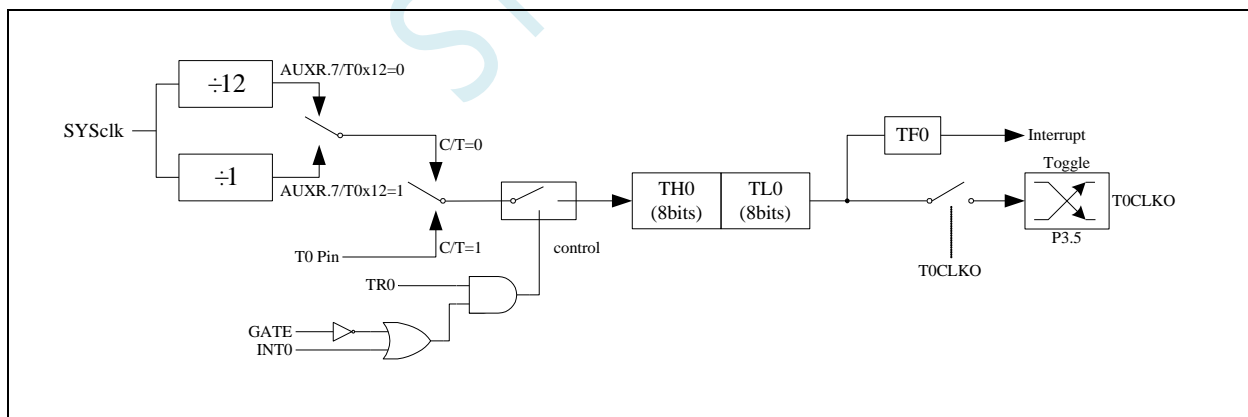 AUXR.7/T0x12=0
÷12
SYSclk
C/T=0
÷1
AUXR.7/T0x12=1
T0 Pin
C/T=1
control
TR0
GATE
INT0
TH0
(8bits)
TL0
(8bits)
TF0
Interrupt
Toggle
T0CLKO
P3.5
T0CLKO